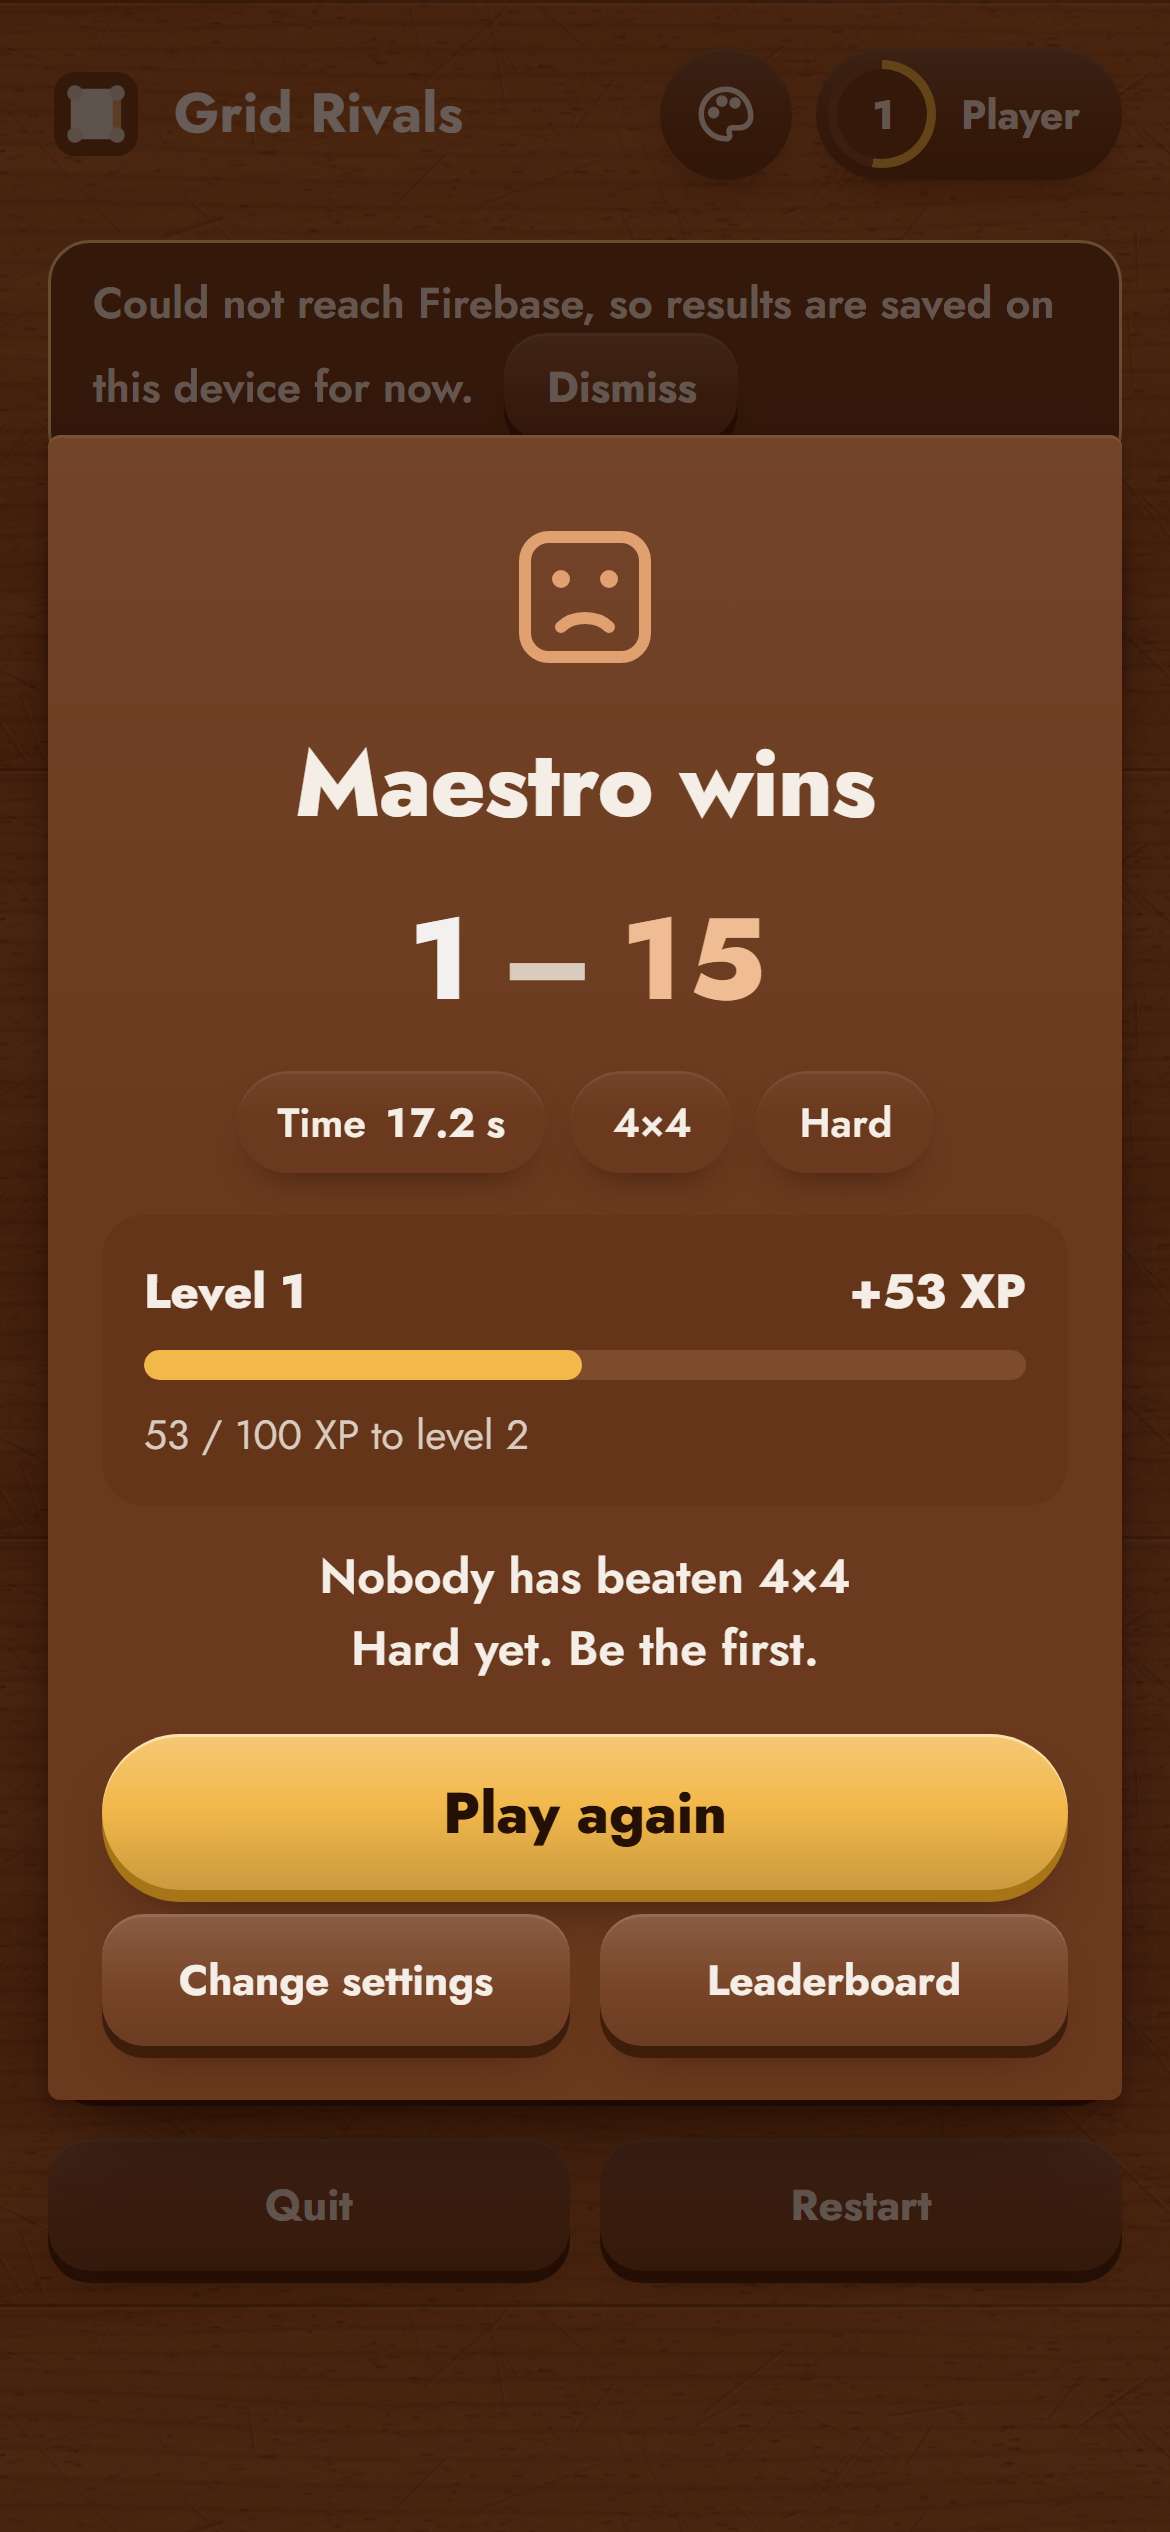 Grid Rivals
1
Player
Could not reach Firebase, so results are saved on
this device for now.
Dismiss
Maestro wins
1 – 15
Time 17.2 s
4×4
Hard
Level 1
+53 XP
53 / 100 XP to level 2
Nobody has beaten 4×4
Hard yet. Be the first.
Play again
Change settings
Leaderboard
Quit
Restart